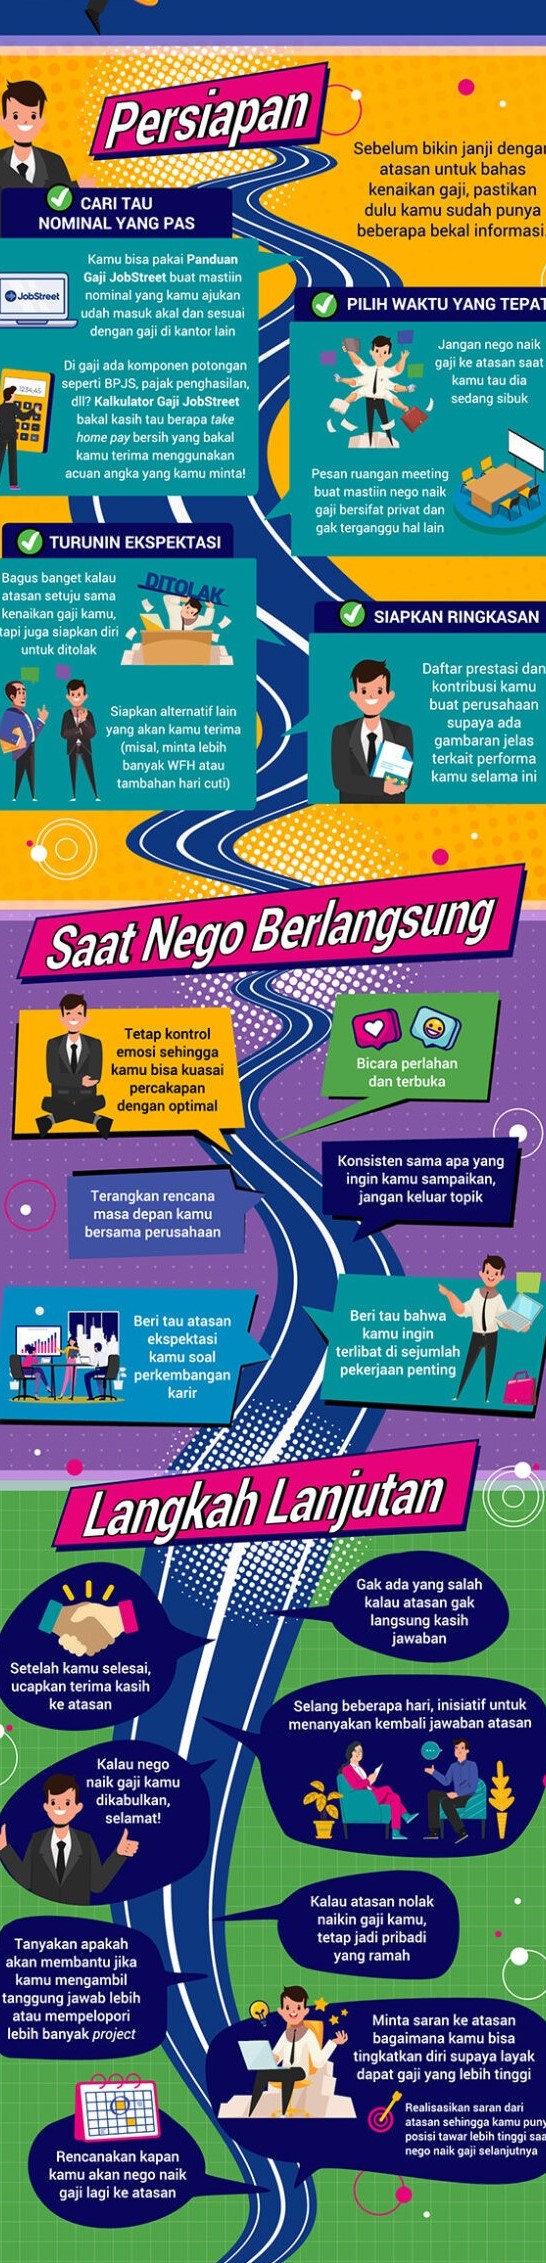 Persiapan
Sebelum bikin janji dengan
atasan untuk bahas
kenaikan gaji, pastikan
dulu kamu sudah punya
beberapa bekal informasi.
CARI TAU
NOMINAL YANG PAS
Kamu bisa pakai Panduan
Gaji JobStreet buat mastiin
nominal yang kamu ajukan
udah masuk akal dan sesuai
dengan gaji di kantor lain
JobStreet
Di gaji ada komponen potongan
seperti BPJS, pajak penghasilan,
dll? Kalkulator Gaji JobStreet
bakal kasih tau berapa take
home pay bersih yang bakal
kamu terima menggunakan
acuan angka yang kamu minta!
1234,45
PILIH WAKTU YANG TEPAT
Jangan nego naik
gaji ke atasan saat
kamu tau dia
sedang sibuk
Pesan ruangan meeting
buat mastiin nego naik
gaji bersifat privat dan
gak terganggu hal lain
TURUNIN EKSPEKTASI
Bagus banget kalau
atasan setuju sama
kenaikan gaji kamu,
tapi juga siapkan diri
untuk ditolak
DITOLAK
Siapkan alternatif lain
yang akan kamu terima
(misal, minta lebih
banyak WFH atau
tambahan hari cuti)
SIAPKAN RINGKASAN
Daftar prestasi dan
kontribusi kamu
buat perusahaan
supaya ada
gambaran jelas
terkait performa
kamu selama ini
Saat Nego Berlangsung
Tetap kontrol
emosi sehingga
kamu bisa kuasai
percakapan
dengan optimal
Bicara perlahan
dan terbuka
Konsisten sama apa yang
ingin kamu sampaikan,
jangan keluar topik
Terangkan rencana
masa depan kamu
bersama perusahaan
Beri tau atasan
ekspektasi
kamu soal
perkembangan
karir
Beri tau bahwa
kamu ingin
terlibat di sejumlah
pekerjaan penting
Langkah Lanjutan
Gak ada yang salah
kalau atasan gak
langsung kasih
jawaban
Setelah kamu selesai,
ucapkan terima kasih
ke atasan
Selang beberapa hari, inisiatif untuk
menanyakan kembali jawaban atasan
Kalau nego
naik gaji kamu
dikabulkan,
selamat!
Kalau atasan nolak
naikin gaji kamu,
tetap jadi pribadi
yang ramah
Tanyakan apakah
akan membantu jika
kamu mengambil
tanggung jawab lebih
atau mempelopori
lebih banyak project
Minta saran ke atasan
bagaimana kamu bisa
tingkatkan diri supaya layak
dapat gaji yang lebih tinggi
Realisasikan saran dari
atasan sehingga kamu puny
posisi tawar lebih tinggi saa
nego naik gaji selanjutnya
Rencanakan kapan
kamu akan nego naik
gaji lagi ke atasan